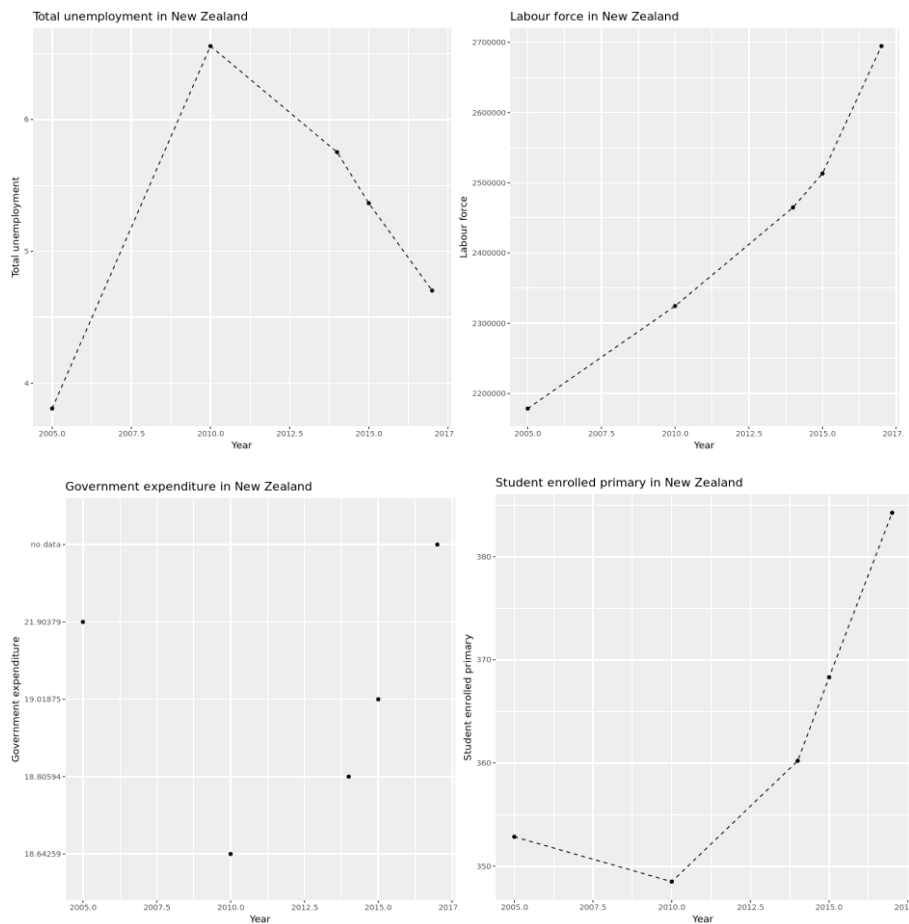 Total unemployment in New Zealand
Total unemployment
6
5
4
2005.0 2007.5 2010.0 2012.5 2015.0 2017.
Year
Labour force in New Zealand
Labour force
2700000
2600000
2500000
2400000
2300000
2200000
2005.0 2007.5 2010.0 2012.5 2015.0 2017.
Year
Government expenditure in New Zealand
Government expenditure
no data
21.90379
19.01875
18.80594
18.64259
2005.0 2007.5 2010.0 2012.5 2015.0 2017.
Year
Student enrolled primary in New Zealand
Student enrolled primary
380
370
360
350
2005.0 2007.5 2010.0 2012.5 2015.0 201
Year